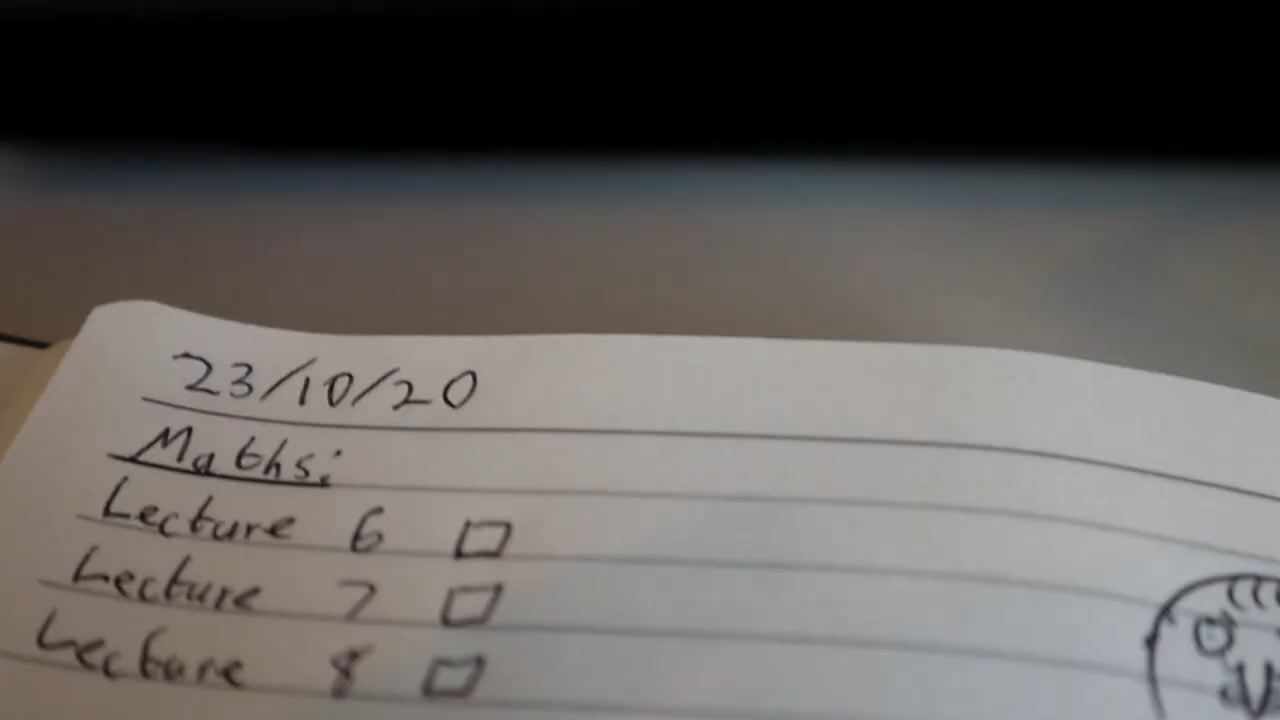 23/10/20
Maths:
Lecture 6 □
Lecture 7 □
Lecture 8 □